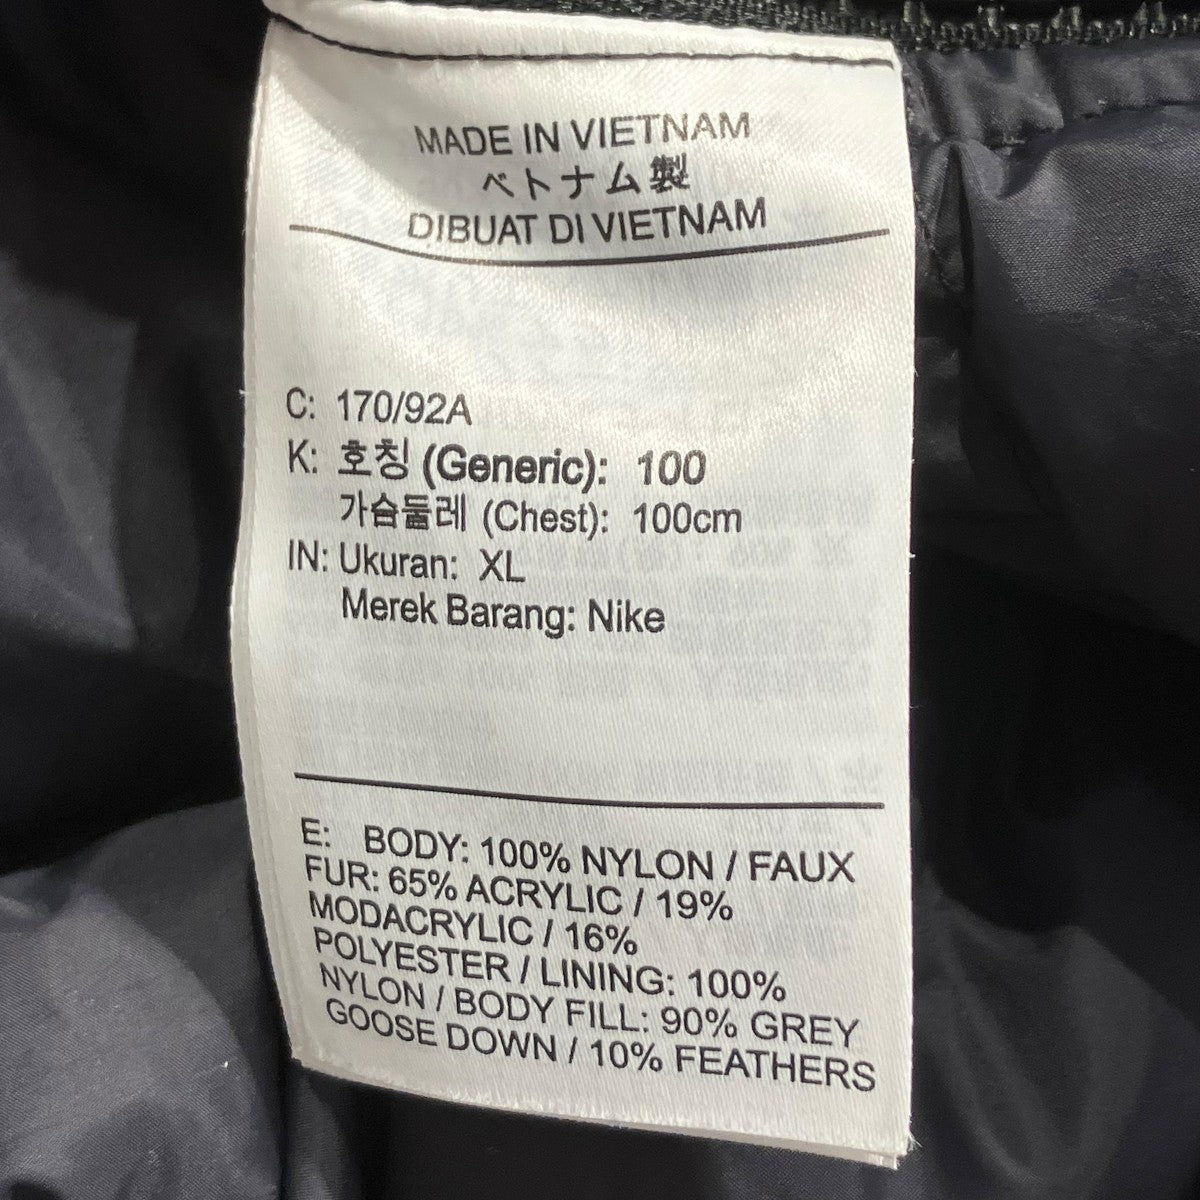 MADE IN VIETNAM
ベトナム製
DIBUAT DI VIETNAM
C: 170/92A
K: 호칭 (Generic): 100
가슴둘레 (Chest): 100cm
IN: Ukuran: XL
Merek Barang: Nike
E: BODY: 100% NYLON / FAUX
FUR: 65% ACRYLIC / 19%
MODACRYLIC / 16%
POLYESTER / LINING: 100%
NYLON / BODY FILL: 90% GREY
GOOSE DOWN / 10% FEATHERS